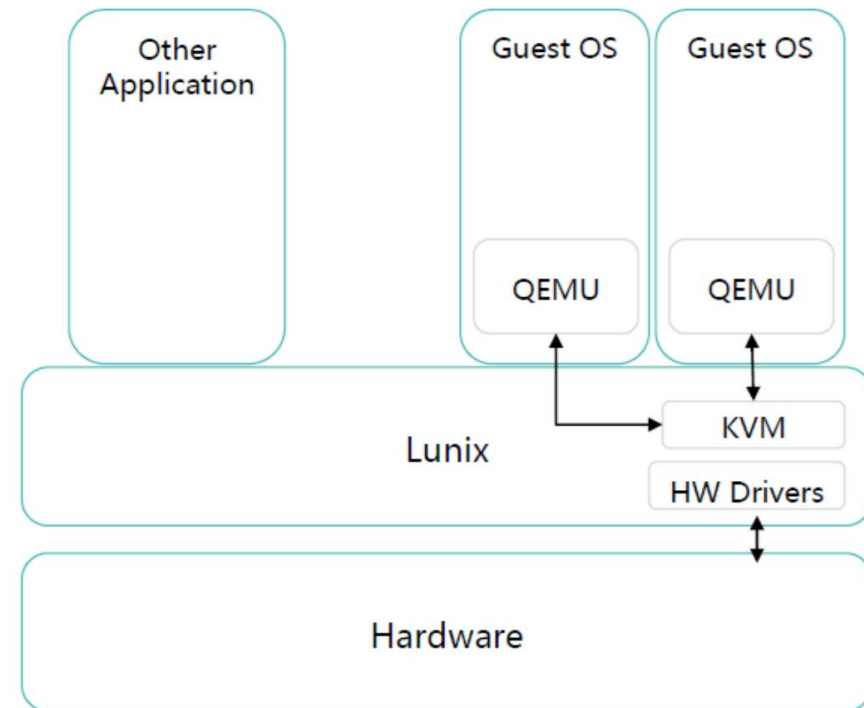 Other
Application
Guest OS
Guest OS
QEMU
QEMU
KVM
Lunix
HW Drivers
Hardware